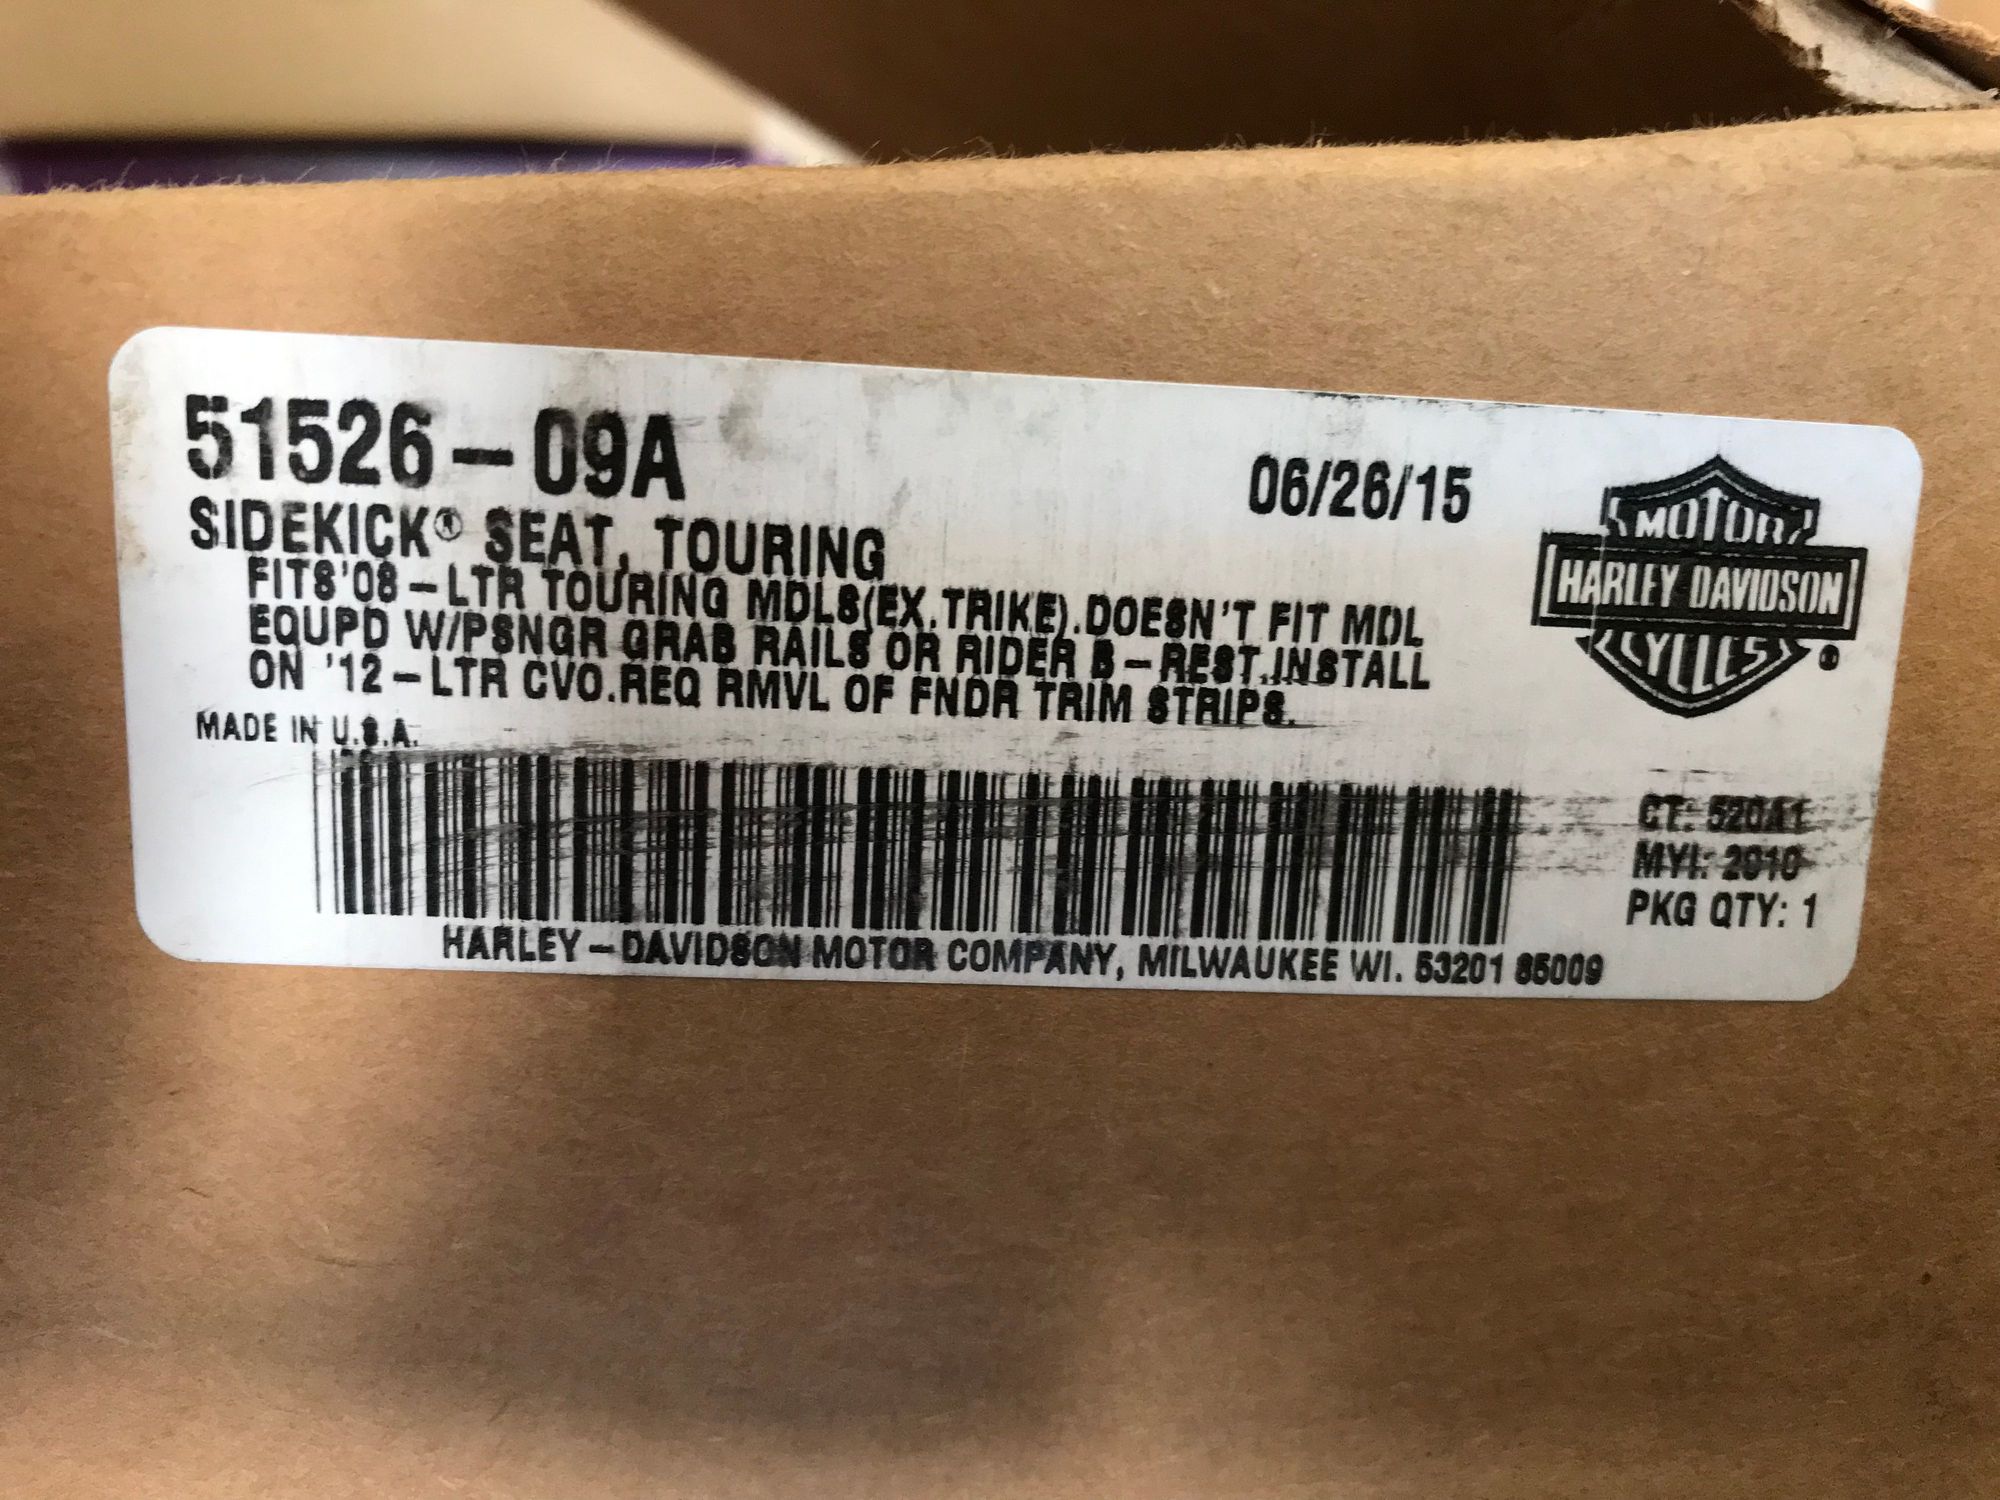 51526-09A
06/26/15
SIDEKICK® SEAT, TOURING
FITS'08-LTR TOURING MDLS(EX.TRIKE).DOESN'T FIT MDL
EQUPD W/PSNGR GRAB RAILS OR RIDER B-REST.INSTALL
ON '12-LTR CVO.REQ RMVL OF FNDR TRIM STRIPS.
MADE IN U.S.A.
MOTOR
HARLEY DAVIDSON
CYCLES ®
CT: 520A1
MYI: 2010
PKG QTY: 1
HARLEY-DAVIDSON MOTOR COMPANY, MILWAUKEE WI. 53201 85009